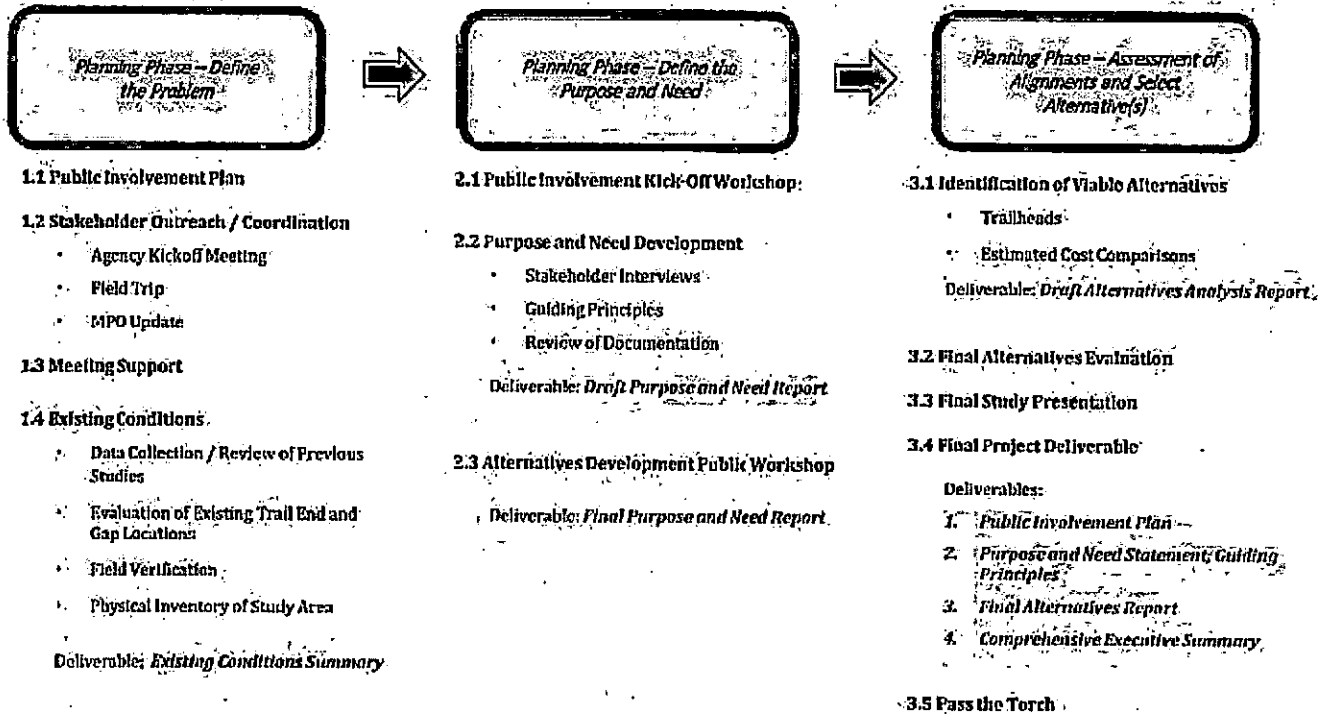 Planning Phase – Define
the Problem
Planning Phase – Define the
Purpose and Need
Planning Phase – Assessment of
Alignments and Select
Alternative(s)
1.1 Public Involvement Plan
1.2 Stakeholder Outreach / Coordination
• Agency Kickoff Meeting
• Field Trip
• MPO Update
1.3 Meeting Support
1.4 Existing Conditions
• Data Collection / Review of Previous
Studies
• Evaluation of Existing Trail End and
Gap Locations
• Field Verification
• Physical Inventory of Study Area
Deliverable: Existing Conditions Summary
2.1 Public Involvement Kick-Off Workshop
2.2 Purpose and Need Development
• Stakeholder Interviews
• Guiding Principles
• Review of Documentation
Deliverable: Draft Purpose and Need Report
2.3 Alternatives Development Public Workshop
Deliverable: Final Purpose and Need Report
3.1 Identification of Viable Alternatives
• Trailheads
• Estimated Cost Comparisons
Deliverable: Draft Alternatives Analysis Report
3.2 Final Alternatives Evaluation
3.3 Final Study Presentation
3.4 Final Project Deliverable
Deliverables:
1. Public Involvement Plan
2. Purpose and Need Statement, Guiding
Principles
3. Final Alternatives Report
4. Comprehensive Executive Summary
3.5 Pass the Torch